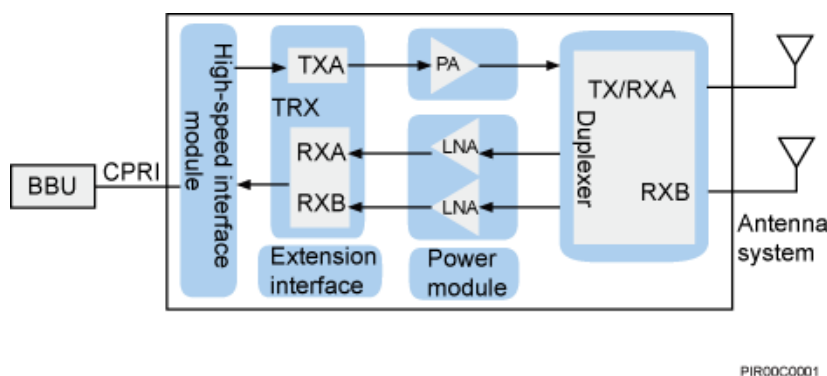 BBU
CPRI
High-speed interface
module
TXA
TRX
RXA
RXB
Extension
interface
PA
LNA
LNA
Power
module
Duplexer
TX/RXA
RXB
Antenna
system
PIR00C0001